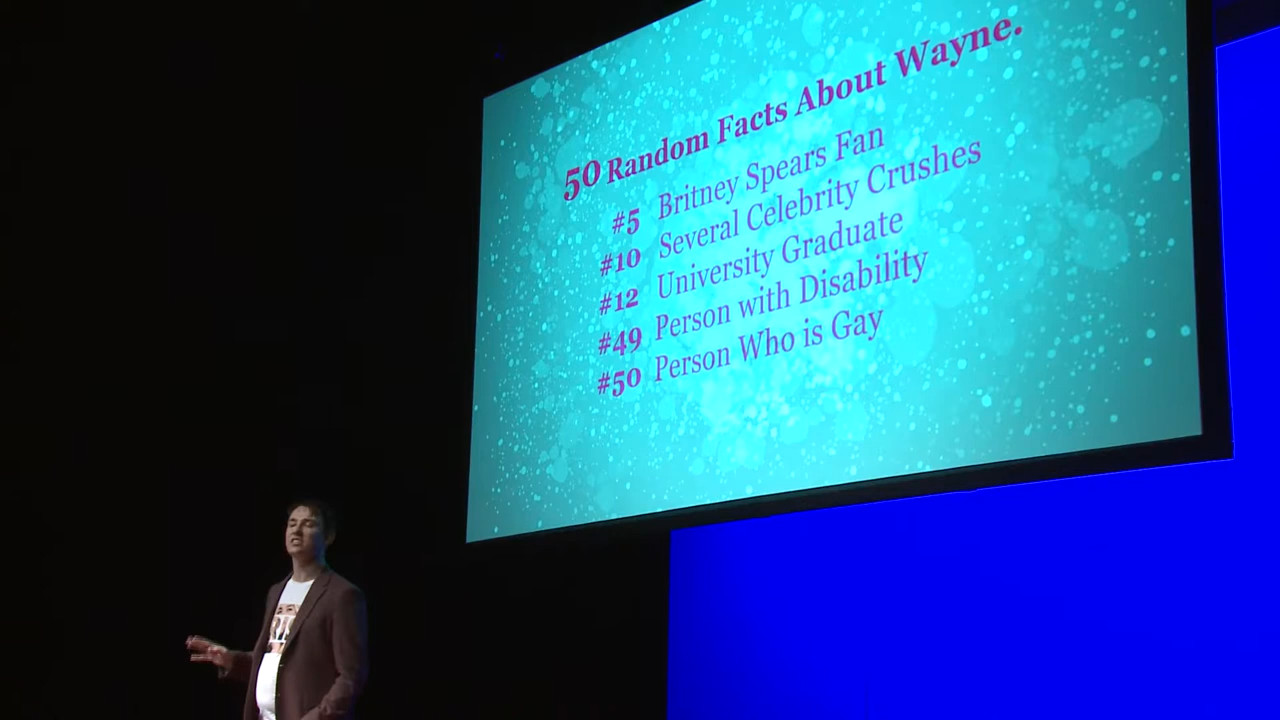 50 Random Facts About Wayne.
#5 Britney Spears Fan
#10 Several Celebrity Crushes
#12 University Graduate
#49 Person with Disability
#50 Person Who is Gay